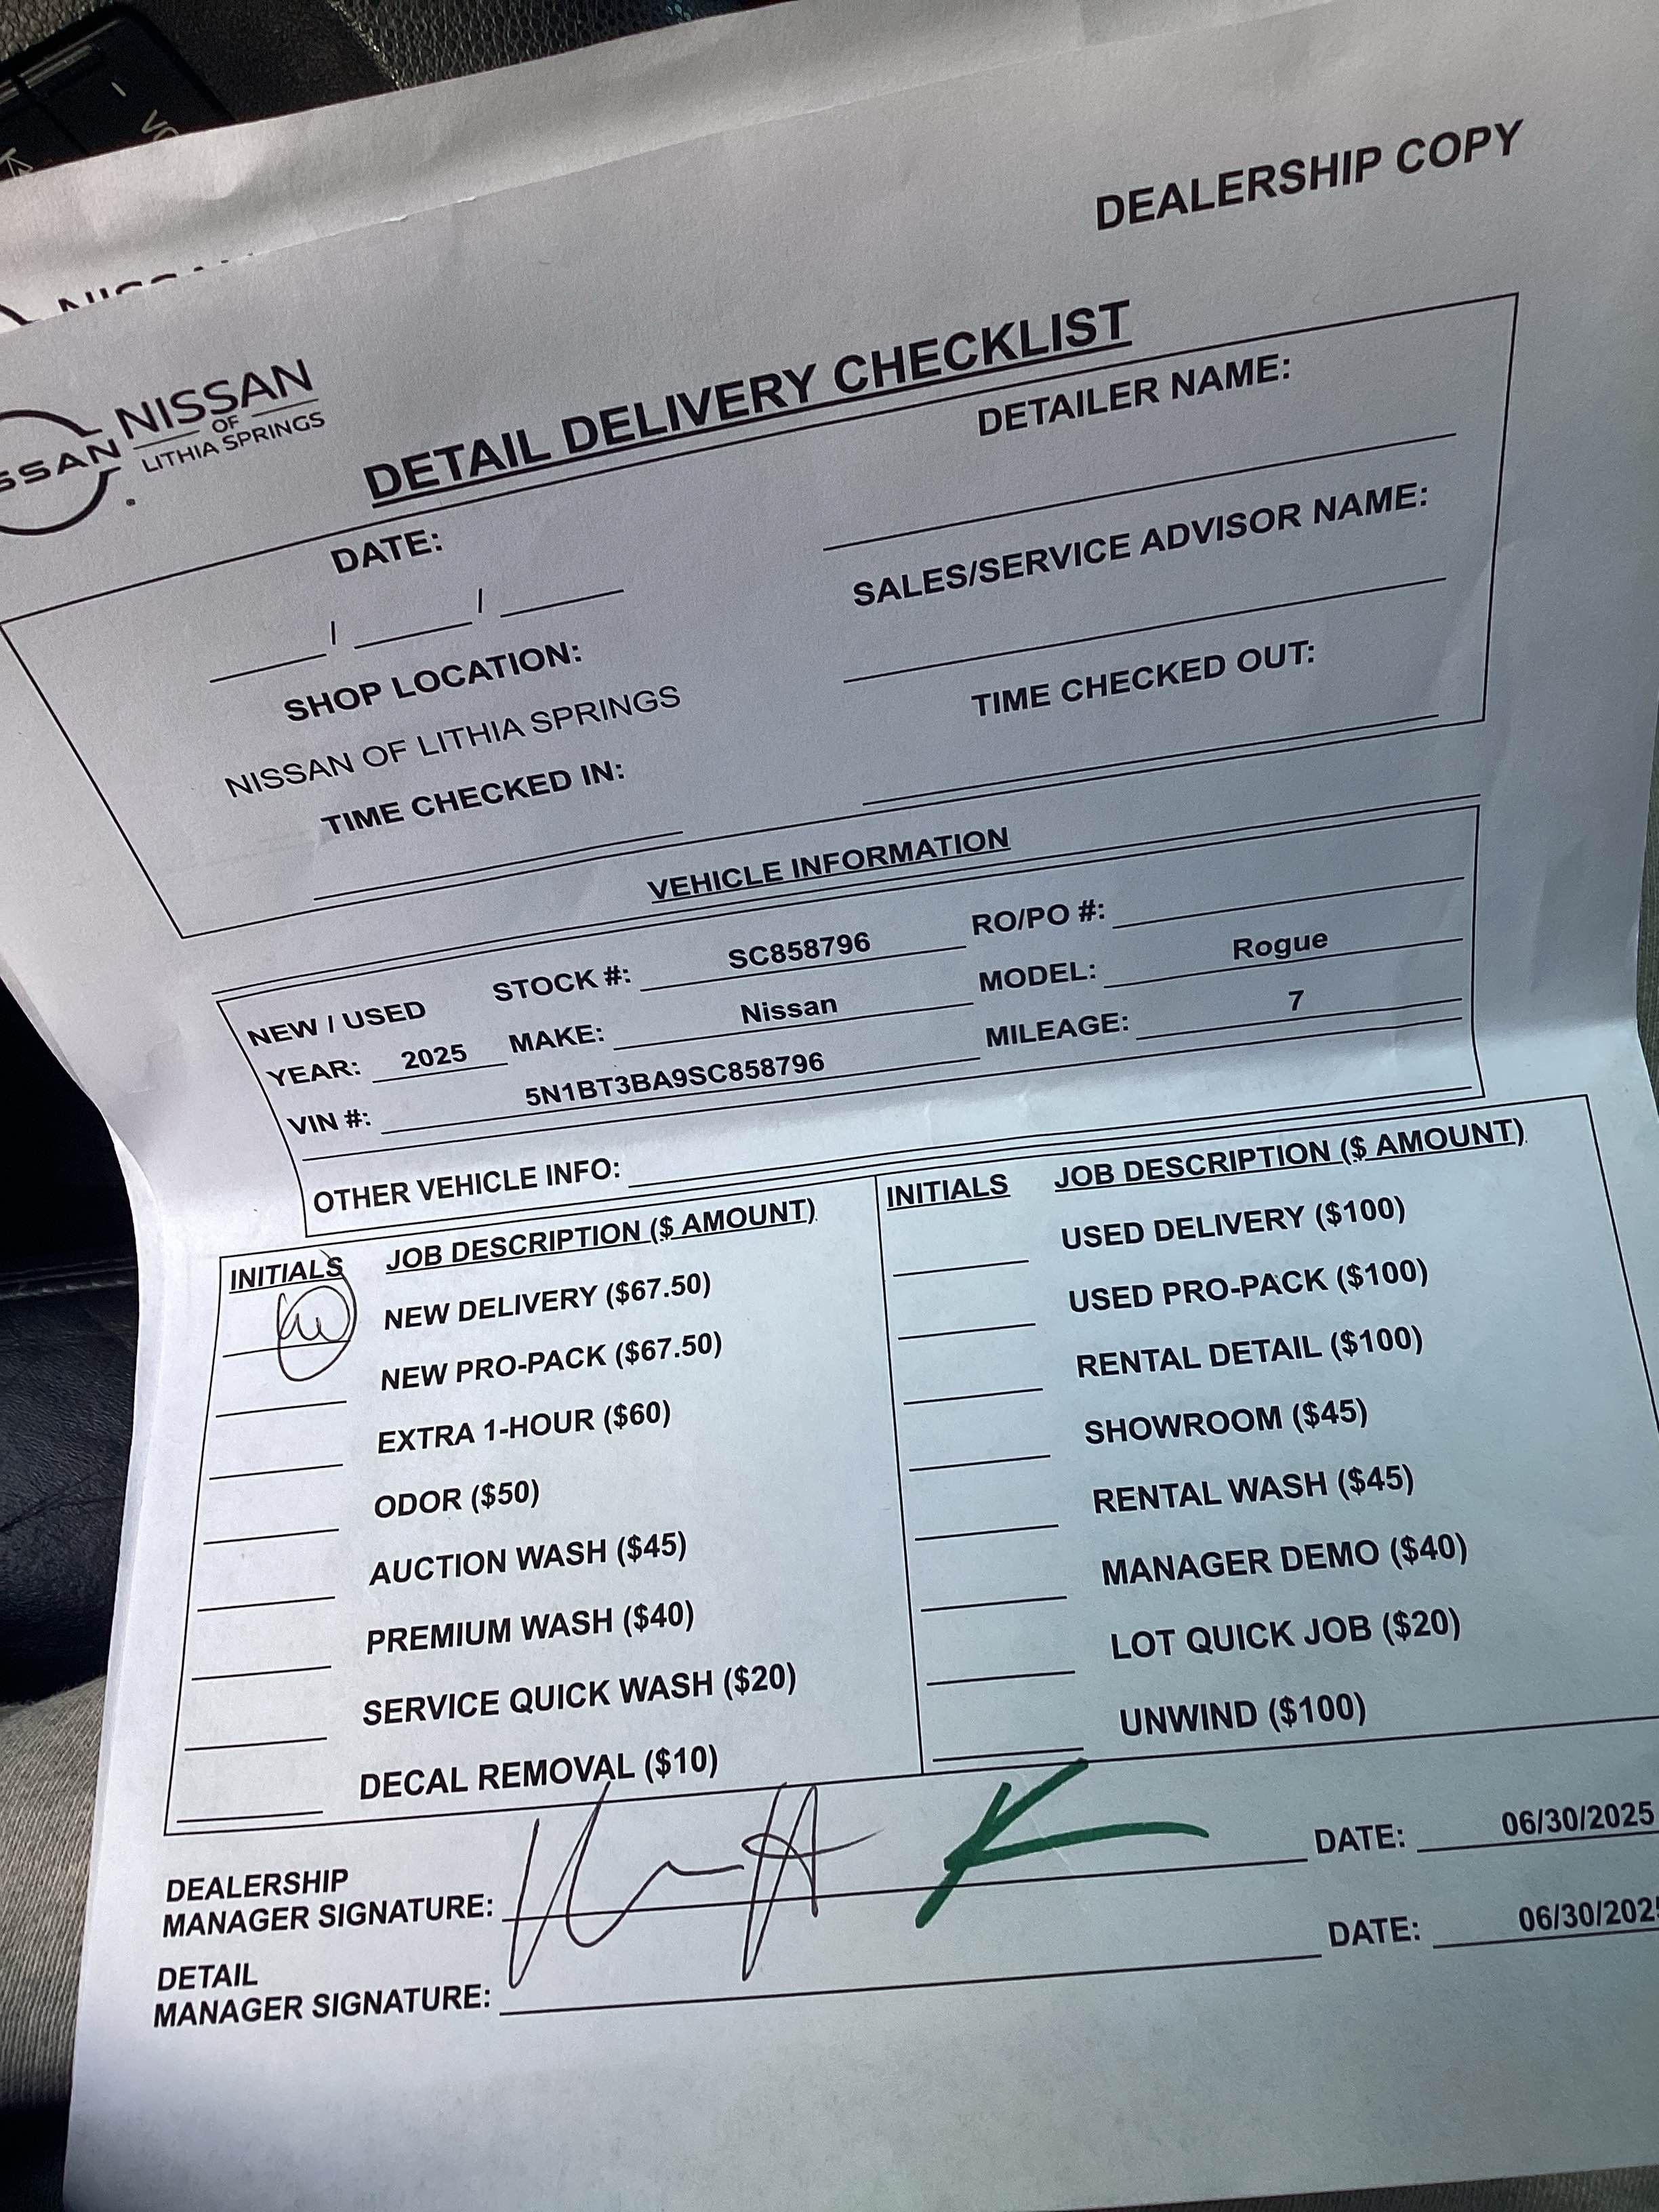 DEALERSHIP COPY
NISSAN
OF
LITHIA SPRINGS
DETAIL DELIVERY CHECKLIST
DATE:
DETAILER NAME:
/ /
SALES/SERVICE ADVISOR NAME:
SHOP LOCATION:
NISSAN OF LITHIA SPRINGS
TIME CHECKED OUT:
TIME CHECKED IN:
VEHICLE INFORMATION
NEW / USED STOCK #: SC858796 RO/PO #:
YEAR: 2025 MAKE: Nissan MODEL: Rogue
VIN #: 5N1BT3BA9SC858796 MILEAGE: 7
OTHER VEHICLE INFO:
INITIALS JOB DESCRIPTION ($ AMOUNT)
NEW DELIVERY ($67.50)
NEW PRO-PACK ($67.50)
EXTRA 1-HOUR ($60)
ODOR ($50)
AUCTION WASH ($45)
PREMIUM WASH ($40)
SERVICE QUICK WASH ($20)
DECAL REMOVAL ($10)
INITIALS JOB DESCRIPTION ($ AMOUNT)
USED DELIVERY ($100)
USED PRO-PACK ($100)
RENTAL DETAIL ($100)
SHOWROOM ($45)
RENTAL WASH ($45)
MANAGER DEMO ($40)
LOT QUICK JOB ($20)
UNWIND ($100)
DEALERSHIP
MANAGER SIGNATURE: DATE: 06/30/2025
DETAIL
MANAGER SIGNATURE: DATE: 06/30/202